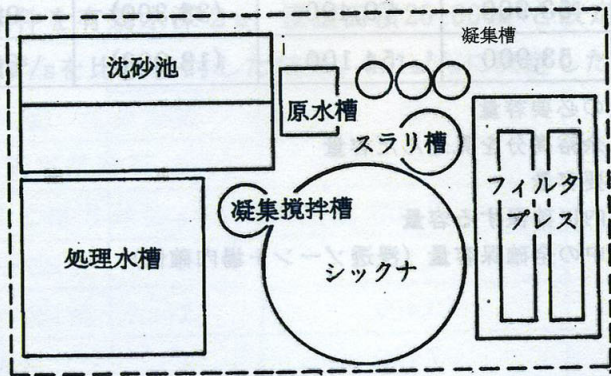 凝集槽
沈砂池
原水槽
スラリ槽
フィルタ
プレス
凝集撹拌槽
処理水槽
シックナ